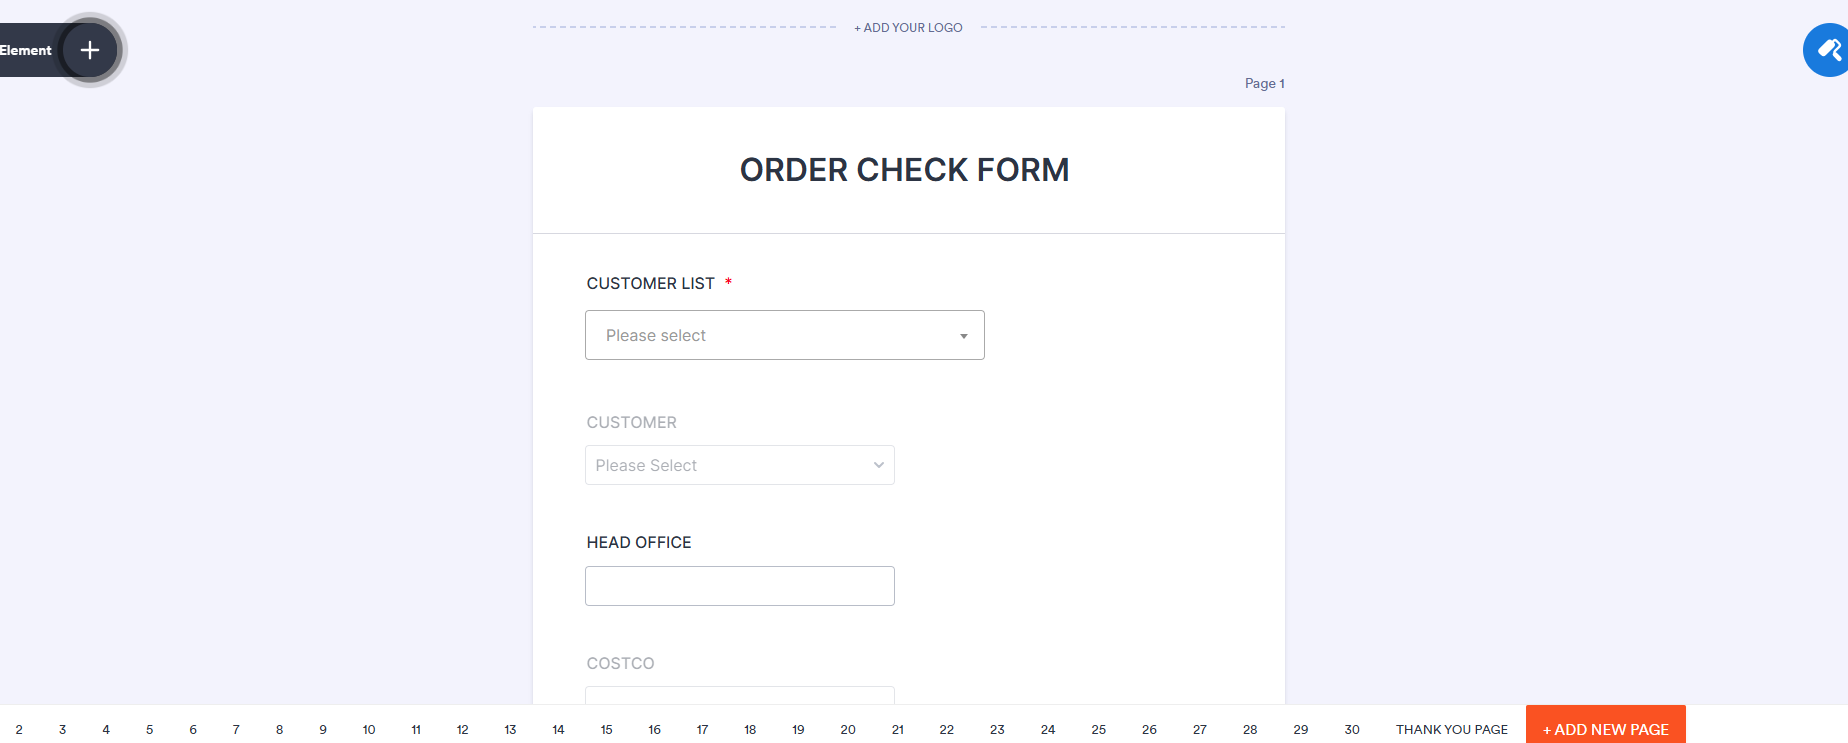 + ADD YOUR LOGO
Element
Page 1
ORDER CHECK FORM
CUSTOMER LIST *
Please select
CUSTOMER
Please Select
HEAD OFFICE
COSTCO
2 3 4 5 6 7 8 9 10 11 12 13 14 15 16 17 18 19 20 21 22 23 24 25 26 27 28 29 30 THANK YOU PAGE + ADD NEW PAGE